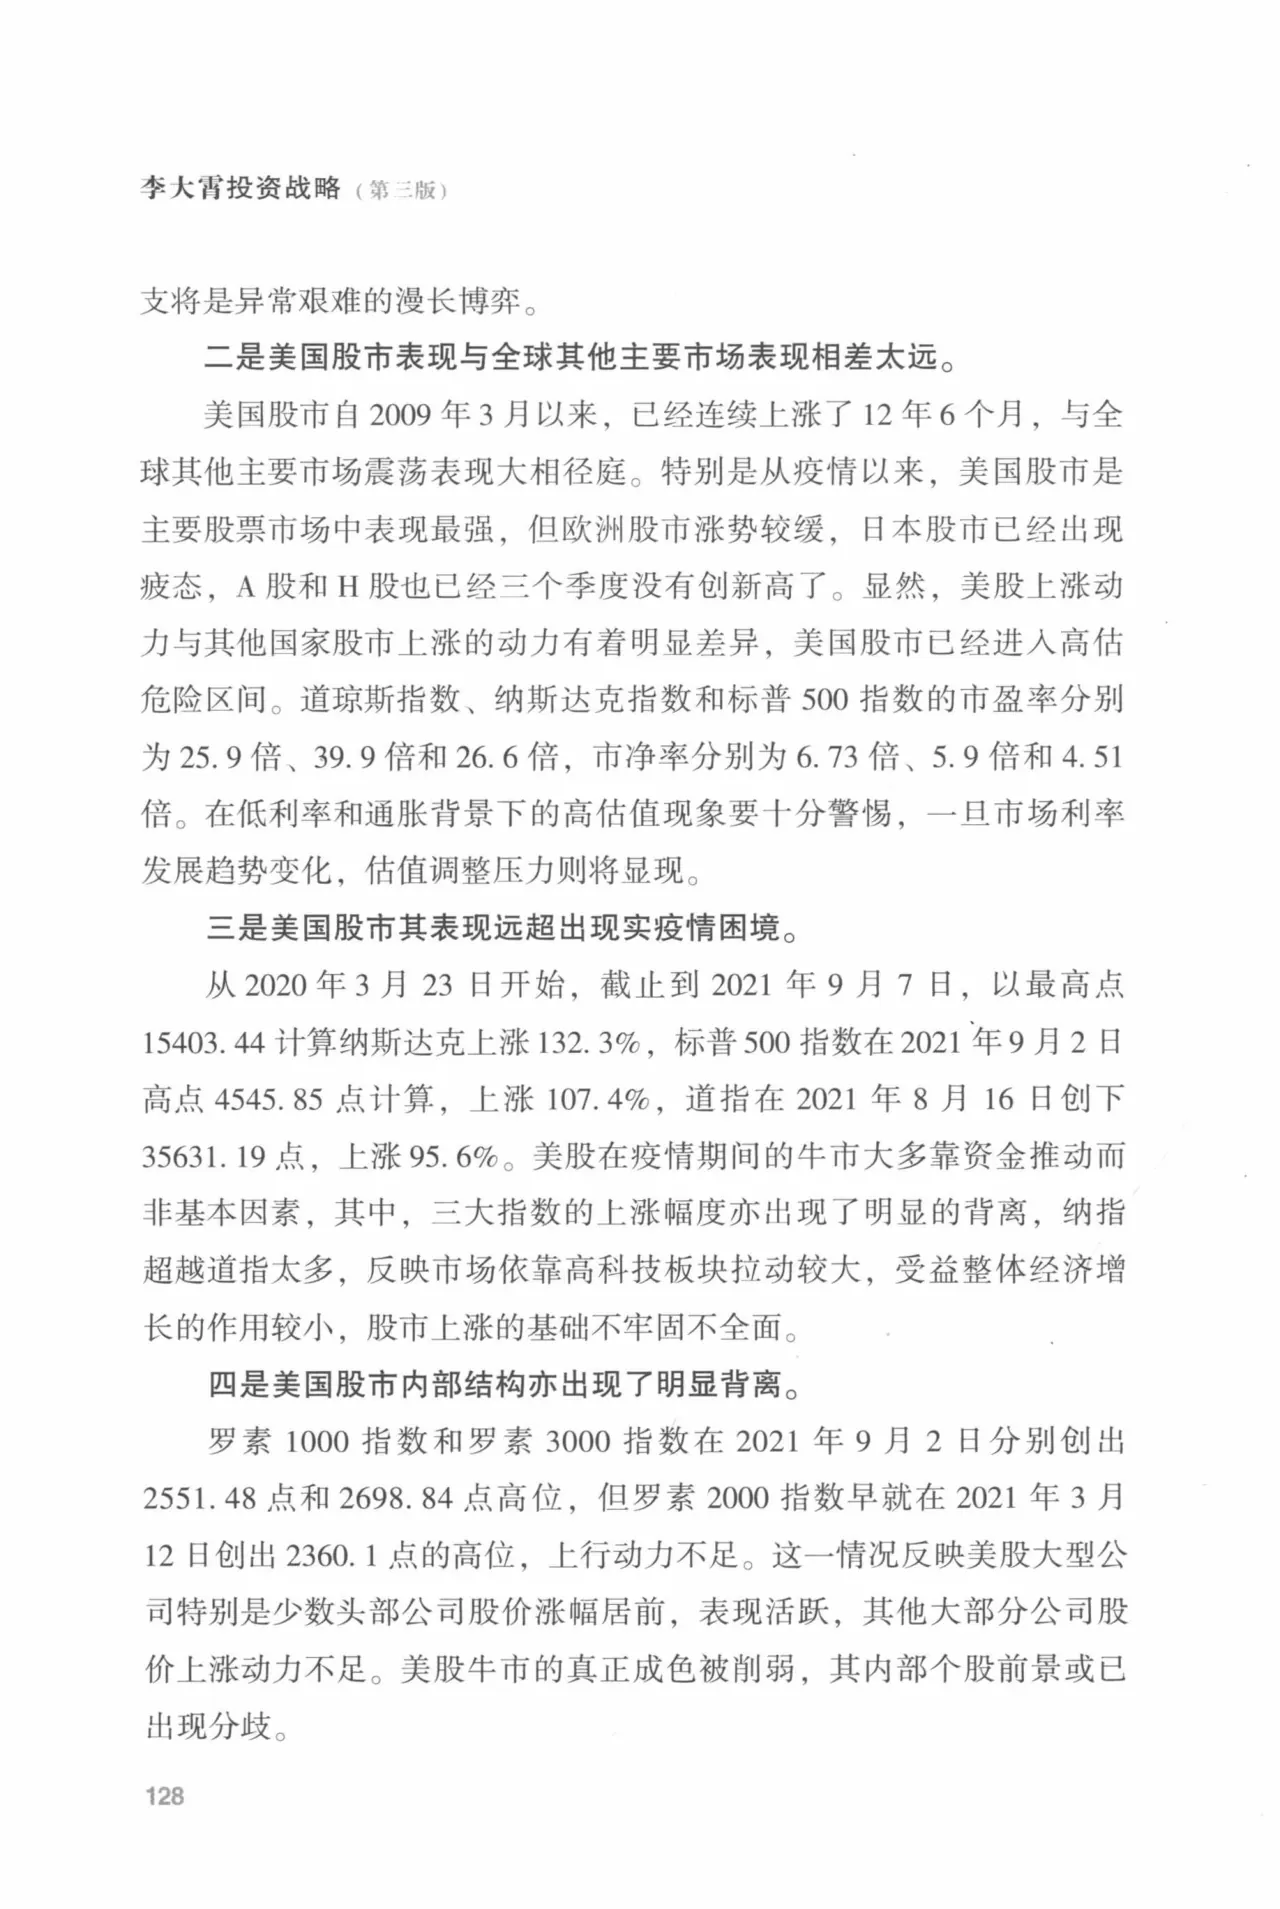 李大霄投资战略（第三版）
支将是异常艰难的漫长博弈。
二是美国股市表现与全球其他主要市场表现相差太远。
美国股市自2009年3月以来，已经连续上涨了12年6个月，与全
球其他主要市场震荡表现大相径庭。特别是从疫情以来，美国股市是
主要股票市场中表现最强，但欧洲股市涨势较缓，日本股市已经出现
疲态，A股和H股也已经三个季度没有创新高了。显然，美股上涨动
力与其他国家股市上涨的动力有着明显差异，美国股市已经进入高估
危险区间。道琼斯指数、纳斯达克指数和标普500指数的市盈率分别
为25.9倍、39.9倍和26.6倍，市净率分别为6.73倍、5.9倍和4.51
倍。在低利率和通胀背景下的高估值现象要十分警惕，一旦市场利率
发展趋势变化，估值调整压力则将显现。
三是美国股市其表现远超出现实疫情困境。
从2020年3月23日开始，截止到2021年9月7日，以最高点
15403.44计算纳斯达克上涨132.3%，标普500指数在2021年9月2日
高点4545.85点计算，上涨107.4%，道指在2021年8月16日创下
35631.19点，上涨95.6%。美股在疫情期间的牛市大多靠资金推动而
非基本因素，其中，三大指数的上涨幅度亦出现了明显的背离，纳指
超越道指太多，反映市场依靠高科技板块拉动较大，受益整体经济增
长的作用较小，股市上涨的基础不牢固不全面。
四是美国股市内部结构亦出现了明显背离。
罗素1000指数和罗素3000指数在2021年9月2日分别创出
2551.48点和2698.84点高位，但罗素2000指数早就在2021年3月
12日创出2360.1点的高位，上行动力不足。这一情况反映美股大型公
司特别是少数头部公司股价涨幅居前，表现活跃，其他大部分公司股
价上涨动力不足。美股牛市的真正成色被削弱，其内部个股前景或已
出现分歧。
128